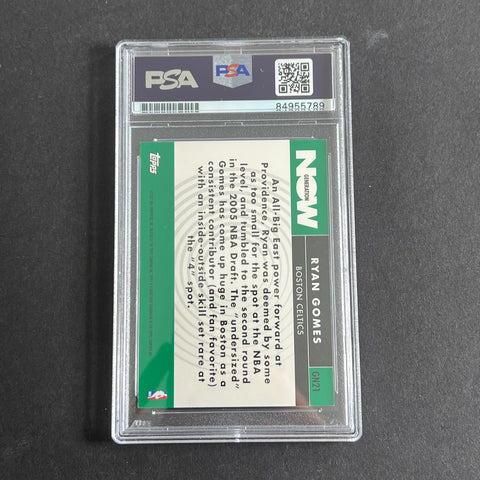 PSA
PSA
84955789
NOW
GENERATION
RYAN GOMES
BOSTON CELTICS
GN21
An All-Big East power forward at
Providence, Ryan was deemed by some
as too small for the spot at the NBA
level, and tumbled to the second round
in the 2005 NBA Draft. The "undersized"
Gomes has come up huge in Boston as a
consistent contributor (and fan favorite)
with an inside-outside skill set rare at
the "4" spot.
topps